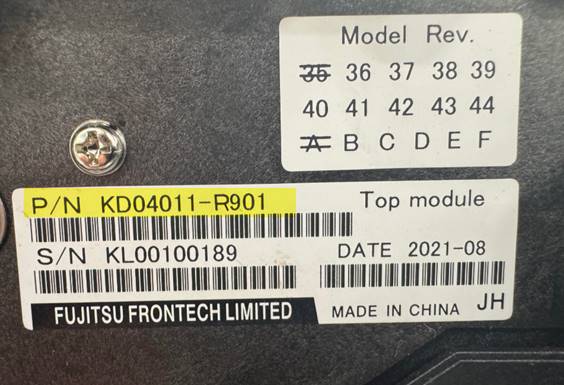 Model Rev.
35 36 37 38 39
40 41 42 43 44
A B C D E F
P/N KD04011-R901
Top module
S/N KL00100189
DATE 2021-08
FUJITSU FRONTECH LIMITED
MADE IN CHINA JH